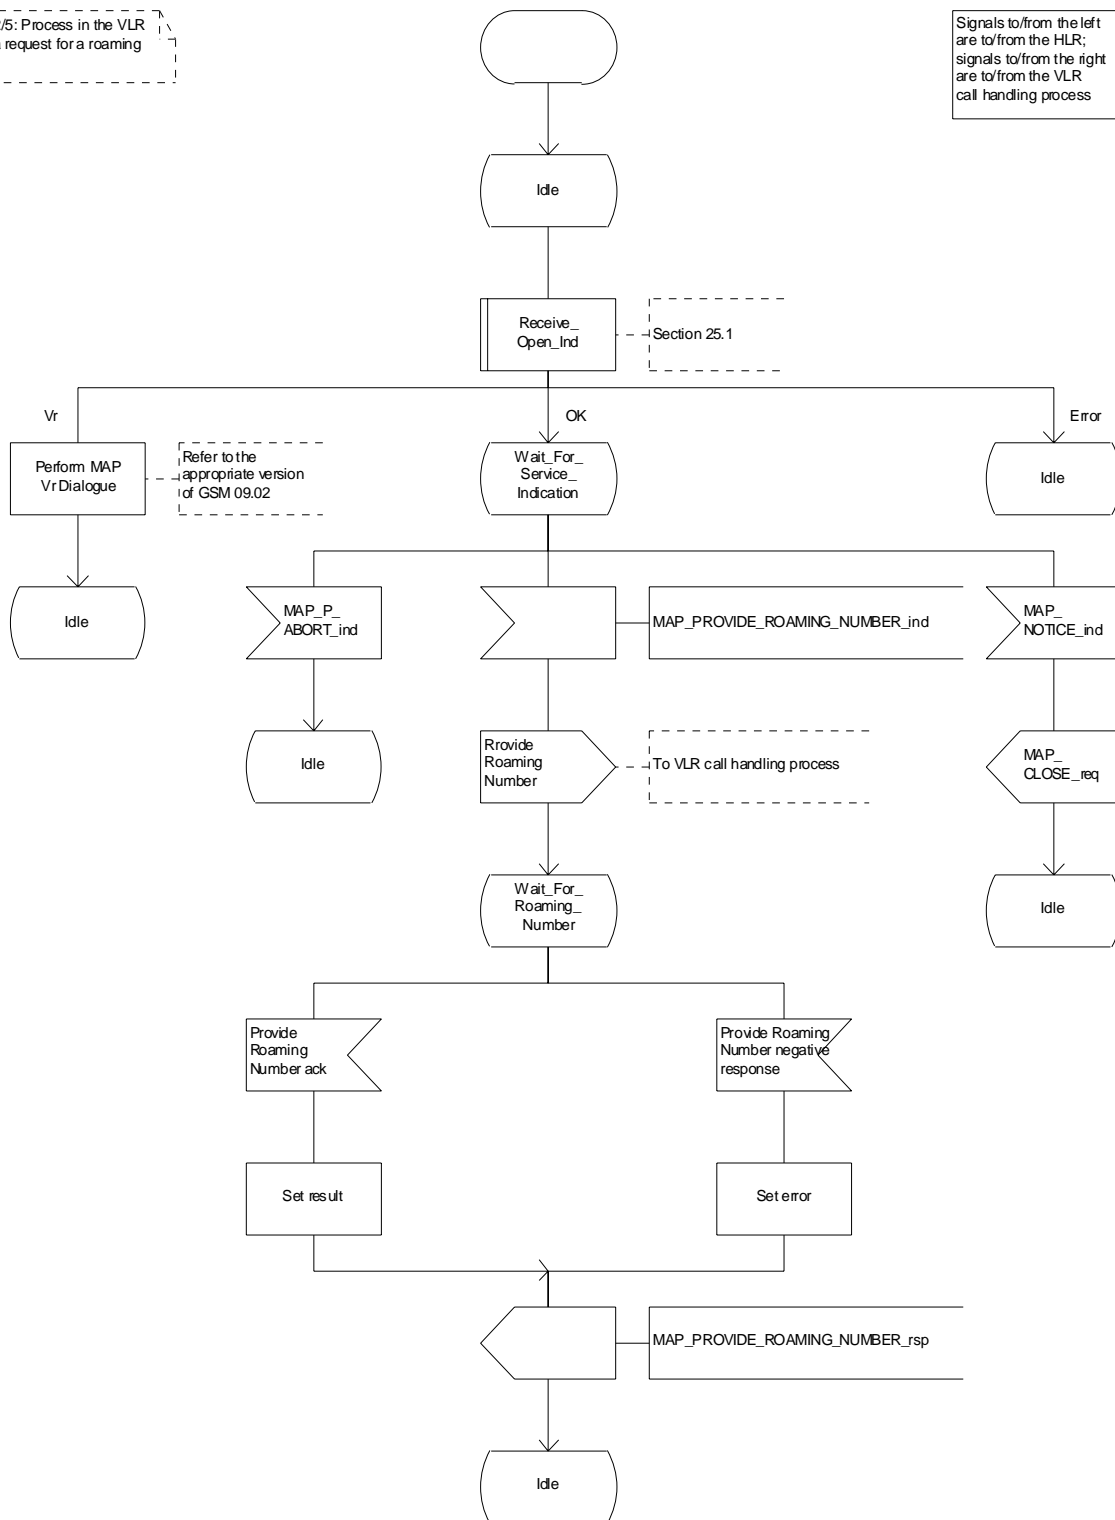 /5: Process in the VLR
request for a roaming
Signals to/from the left
are to/from the HLR;
signals to/from the right
are to/from the VLR
call handling process
Idle
Receive_
Open_Ind
Section 25.1
Vr
OK
Error
Perform MAP
Vr Dialogue
Refer to the
appropriate version
of GSM 09.02
Wait_For_
Service_
Indication
Idle
Idle
MAP_P_
ABORT_ind
MAP_PROVIDE_ROAMING_NUMBER_ind
MAP_
NOTICE_ind
Idle
Rrovide
Roaming
Number
To VLR call handling process
MAP_
CLOSE_req
Wait_For_
Roaming_
Number
Idle
Provide
Roaming
Number ack
Provide Roaming
Number negative
response
Set result
Set error
MAP_PROVIDE_ROAMING_NUMBER_rsp
Idle